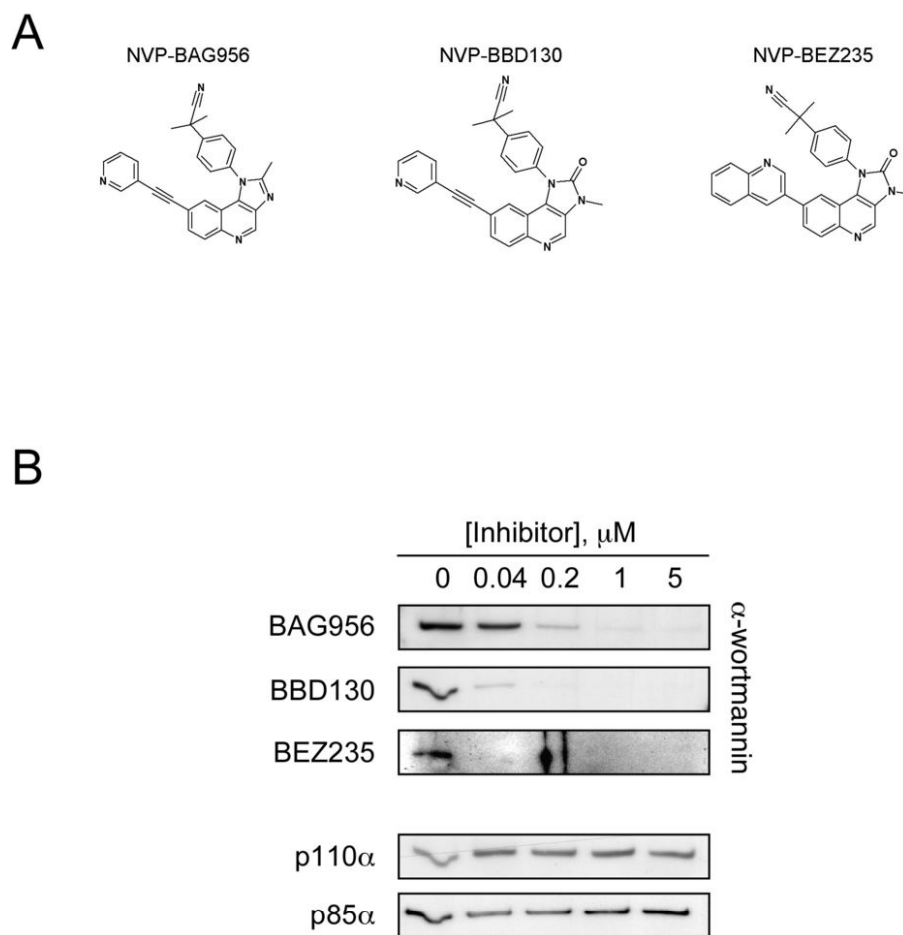 A
NVP-BAG956 NVP-BBD130 NVP-BEZ235
N N N
O O
N N N N N N
N N N N
N N N
B
[Inhibitor], μM
0 0.04 0.2 1 5
BAG956
BBD130
BEZ235
α-wortmannin
p110α
p85α